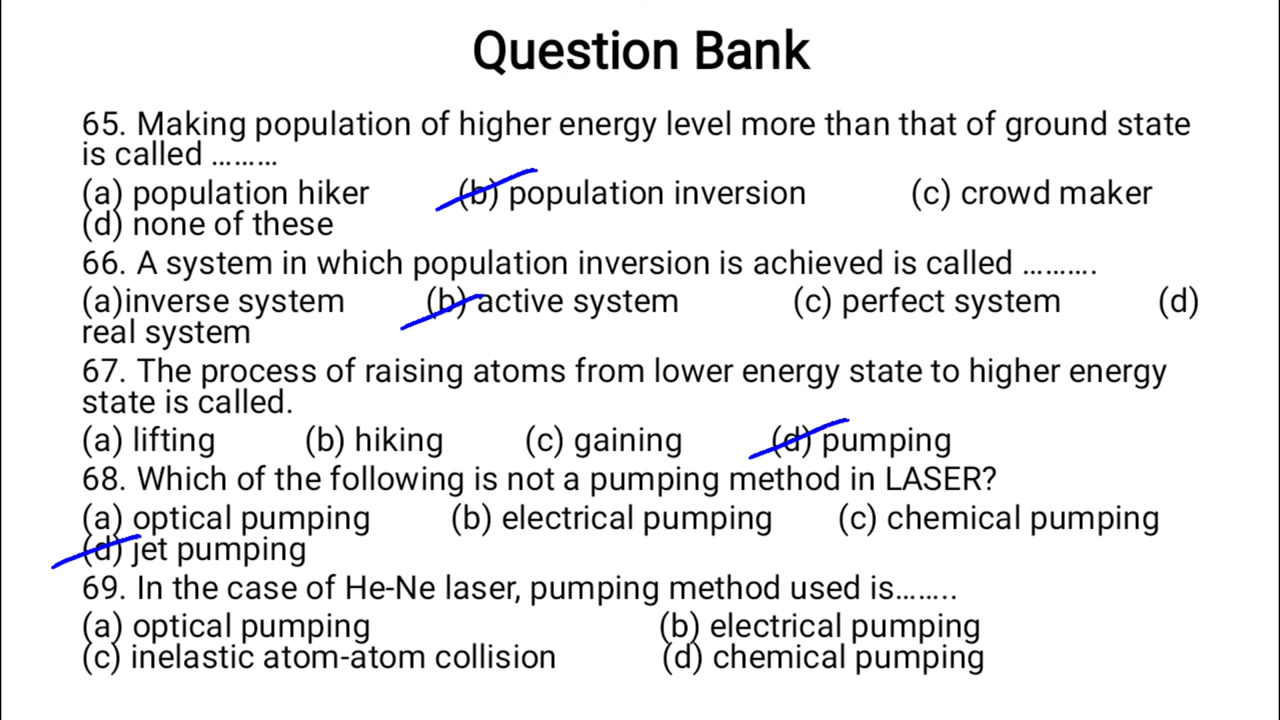 Question Bank
65. Making population of higher energy level more than that of ground state
is called .........
(a) population hiker (b) population inversion (c) crowd maker
(d) none of these
66. A system in which population inversion is achieved is called ..........
(a)inverse system (b) active system (c) perfect system (d)
real system
67. The process of raising atoms from lower energy state to higher energy
state is called.
(a) lifting (b) hiking (c) gaining (d) pumping
68. Which of the following is not a pumping method in LASER?
(a) optical pumping (b) electrical pumping (c) chemical pumping
(d) jet pumping
69. In the case of He-Ne laser, pumping method used is........
(a) optical pumping (b) electrical pumping
(c) inelastic atom-atom collision (d) chemical pumping